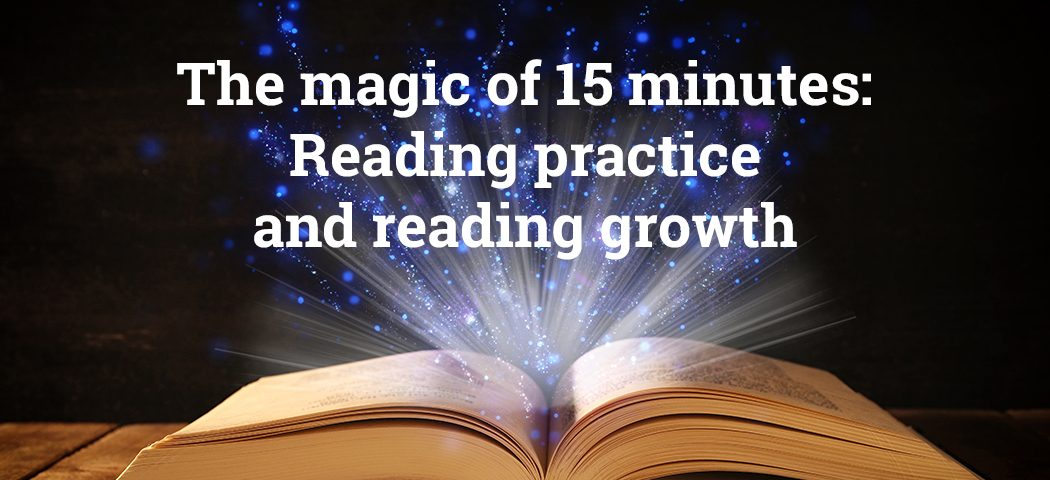 The magic of 15 minutes:
Reading practice
and reading growth